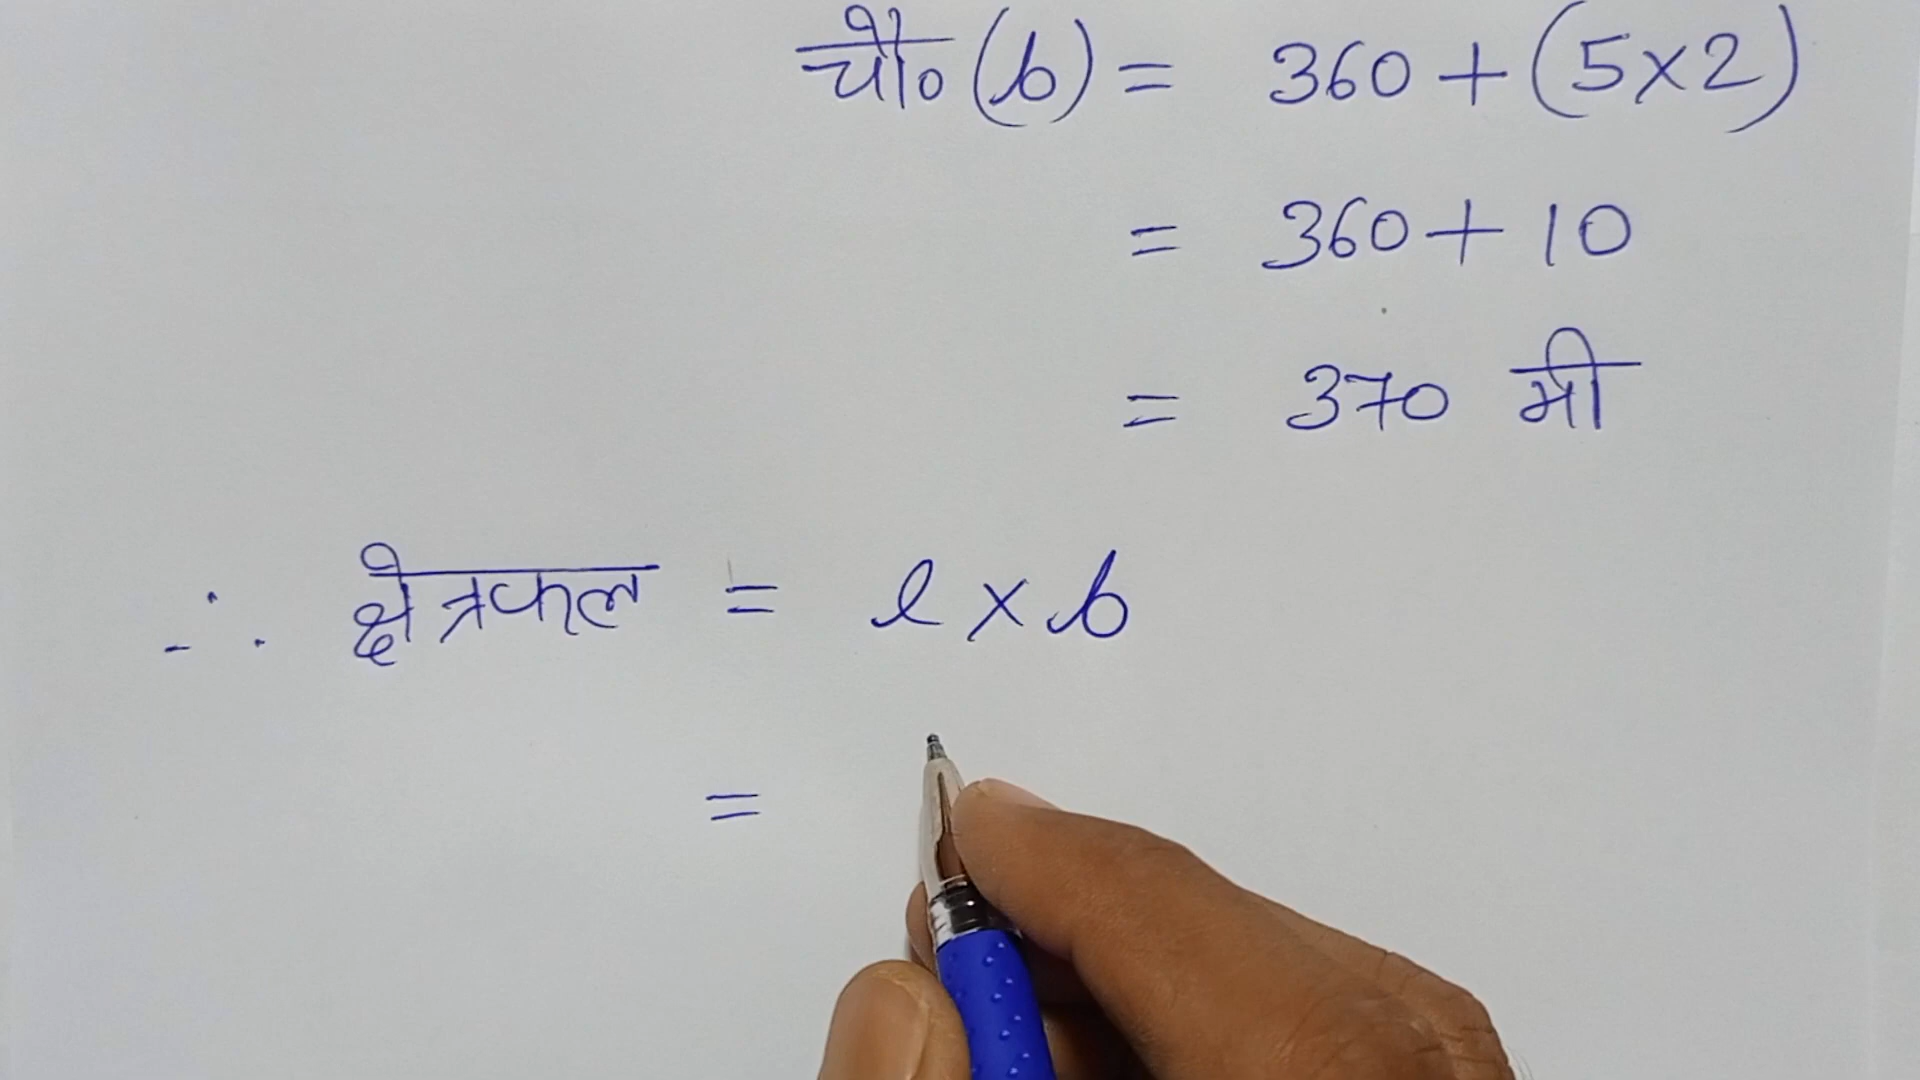 चौ० (b) = 360 + (5×2)
= 360 + 10
= 370 मी
∴ क्षेत्रफल = l × b
=